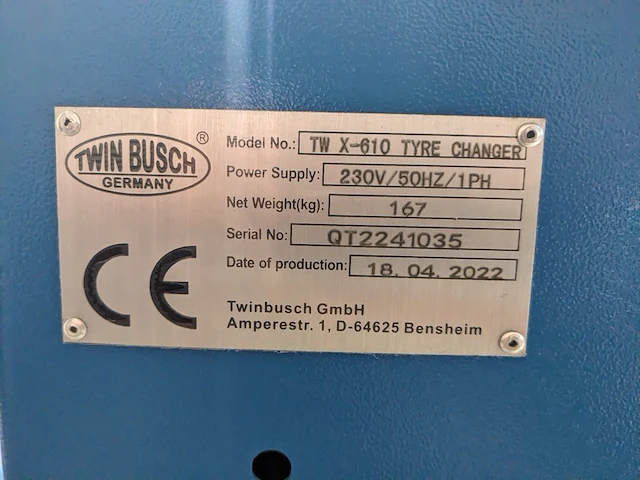 TWIN BUSCH
GERMANY
®
Model No.: TW X-610 TYRE CHANGER
Power Supply: 230V/50HZ/1PH
Net Weight(kg): 167
Serial No: QT2241035
Date of production: 18. 04. 2022
CE
Twinbusch GmbH
Amperestr. 1, D-64625 Bensheim